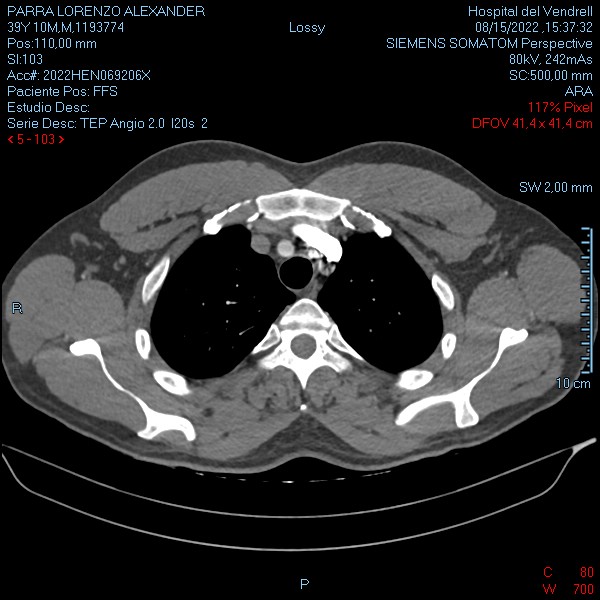 PARRA LORENZO ALEXANDER
39Y 10M,M,1193774
Pos:110,00 mm
SI:103
Acc#: 2022HEN069206X
Paciente Pos: FFS
Estudio Desc:
Serie Desc: TEP Angio 2.0 I20s 2
< 5 - 103 >
Lossy
Hospital del Vendrell
08/15/2022 ,15:37:32
SIEMENS SOMATOM Perspective
80kV, 242mAs
SC:500,00 mm
ARA
117% Pixel
DFOV 41,4 x 41,4 cm
SW 2,00 mm
R
10 cm
P
C 80
W 700